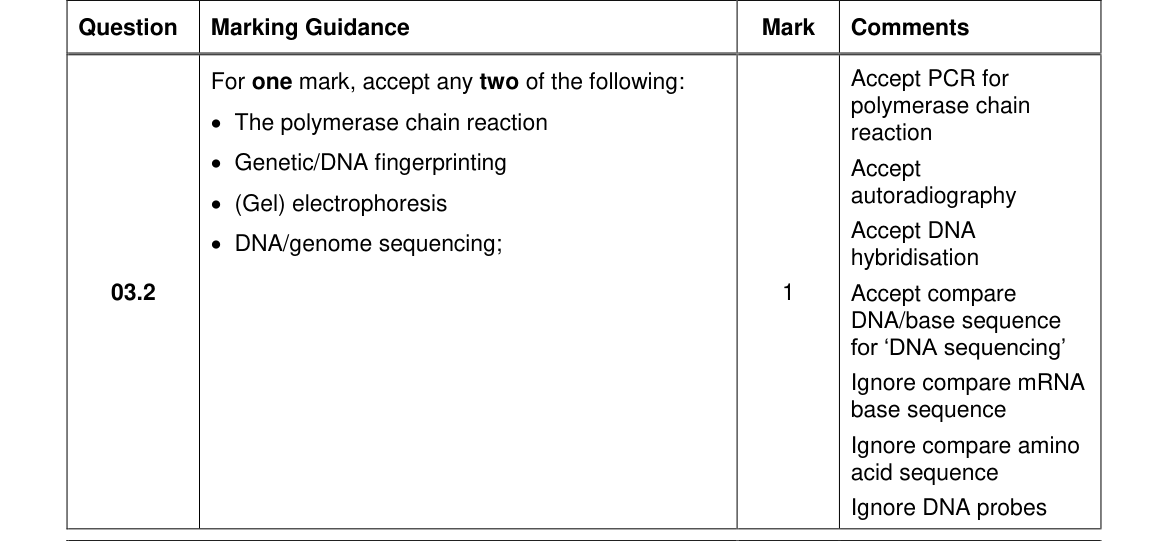 Question Marking Guidance Mark Comments
For one mark, accept any two of the following:
• The polymerase chain reaction
• Genetic/DNA fingerprinting
• (Gel) electrophoresis
• DNA/genome sequencing;
03.2
1
Accept PCR for
polymerase chain
reaction
Accept
autoradiography
Accept DNA
hybridisation
Accept compare
DNA/base sequence
for ‘DNA sequencing’
Ignore compare mRNA
base sequence
Ignore compare amino
acid sequence
Ignore DNA probes